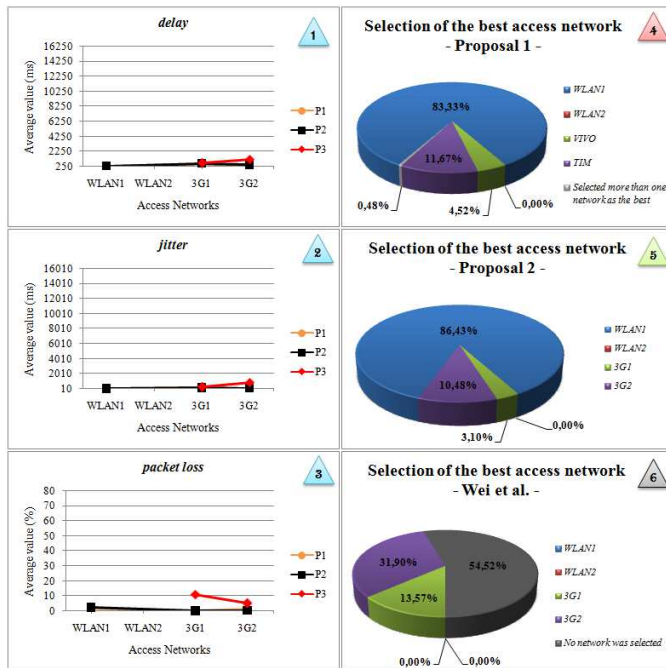 delay
1
Average value (ms)
16250
14250
12250
10250
8250
6250
4250
2250
250
WLAN1 WLAN2 3G1 3G2
Access Networks
P1
P2
P3
Selection of the best access network
- Proposal 1 -
4
83,33%
11,67%
0,48%
4,52%
0,00%
WLAN1
WLAN2
VIVO
TIM
Selected more than one
network as the best
jitter
2
Average value (ms)
16010
14010
12010
10010
8010
6010
4010
2010
10
WLAN1 WLAN2 3G1 3G2
Access Networks
P1
P2
P3
Selection of the best access network
- Proposal 2 -
5
86,43%
10,48%
3,10%
0,00%
WLAN1
WLAN2
3G1
3G2
packet loss
3
Average value (%)
80
70
60
50
40
30
20
10
0
WLAN1 WLAN2 3G1 3G2
Access Networks
P1
P2
P3
Selection of the best access network
- Wei et al. -
6
31,90%
54,52%
13,57%
0,00%
0,00%
WLAN1
WLAN2
3G1
3G2
No network was selected